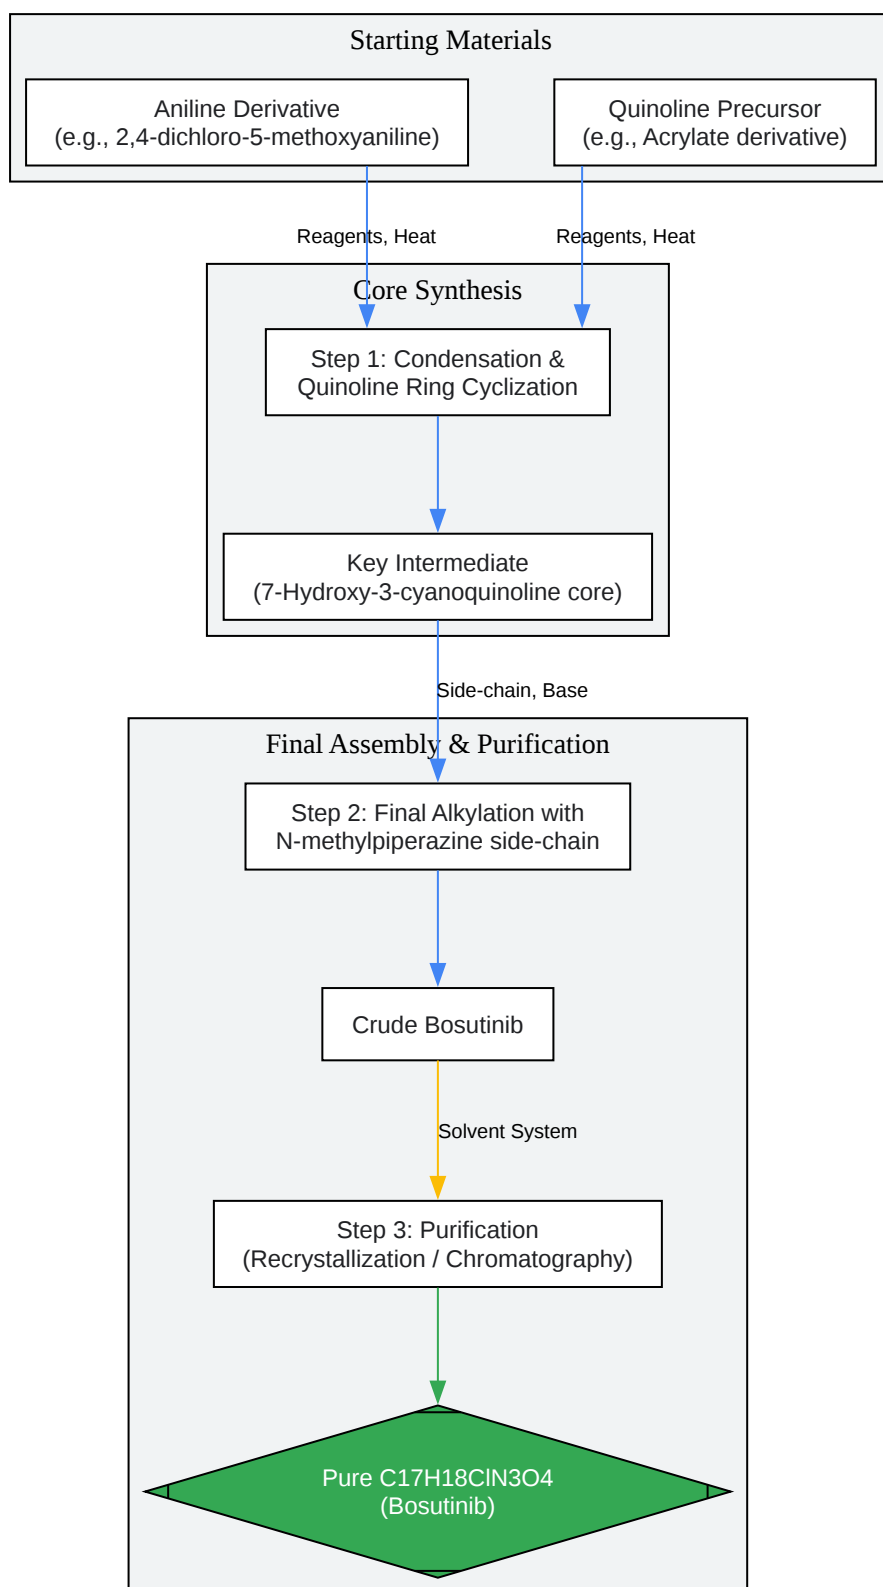 Starting Materials
Aniline Derivative
(e.g., 2,4-dichloro-5-methoxyaniline)
Quinoline Precursor
(e.g., Acrylate derivative)
Reagents, Heat
Reagents, Heat
Core Synthesis
Step 1: Condensation &
Quinoline Ring Cyclization
Key Intermediate
(7-Hydroxy-3-cyanoquinoline core)
Side-chain, Base
Final Assembly & Purification
Step 2: Final Alkylation with
N-methylpiperazine side-chain
Crude Bosutinib
Solvent System
Step 3: Purification
(Recrystallization / Chromatography)
Pure C17H18ClN3O4
(Bosutinib)